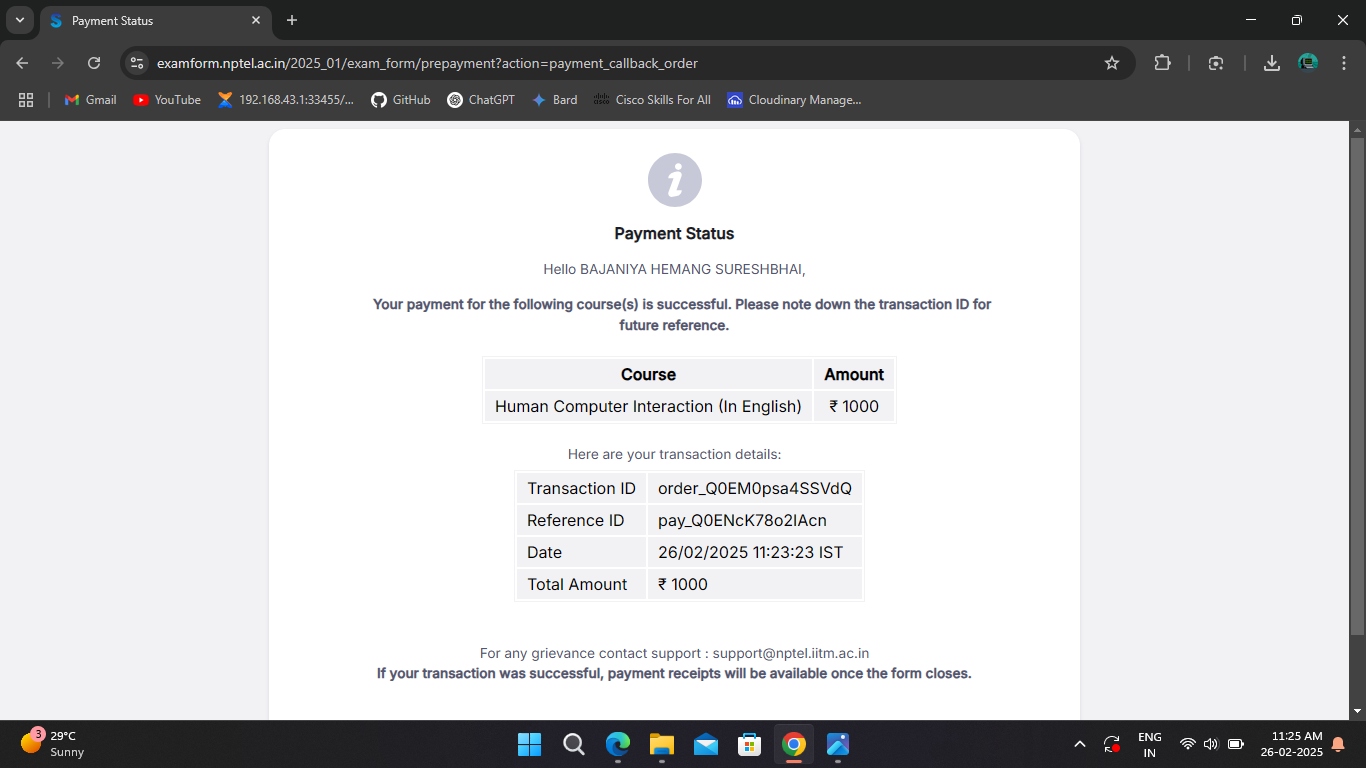 Payment Status
examform.nptel.ac.in/2025_01/exam_form/prepayment?action=payment_callback_order
Gmail
YouTube
192.168.43.1:33455/...
GitHub
ChatGPT
Bard
Cisco Skills For All
Cloudinary Manage...
Payment Status
Hello BAJANIYA HEMANG SURESHBHAI,
Your payment for the following course(s) is successful. Please note down the transaction ID for
future reference.
Course Amount
Human Computer Interaction (In English) ₹ 1000
Here are your transaction details:
Transaction ID order_Q0EM0psa4SSVdQ
Reference ID pay_Q0ENcK78o2IAcn
Date 26/02/2025 11:23:23 IST
Total Amount ₹ 1000
For any grievance contact support : support@nptel.iitm.ac.in
If your transaction was successful, payment receipts will be available once the form closes.
3
29°C
Sunny
ENG
IN
11:25 AM
26-02-2025